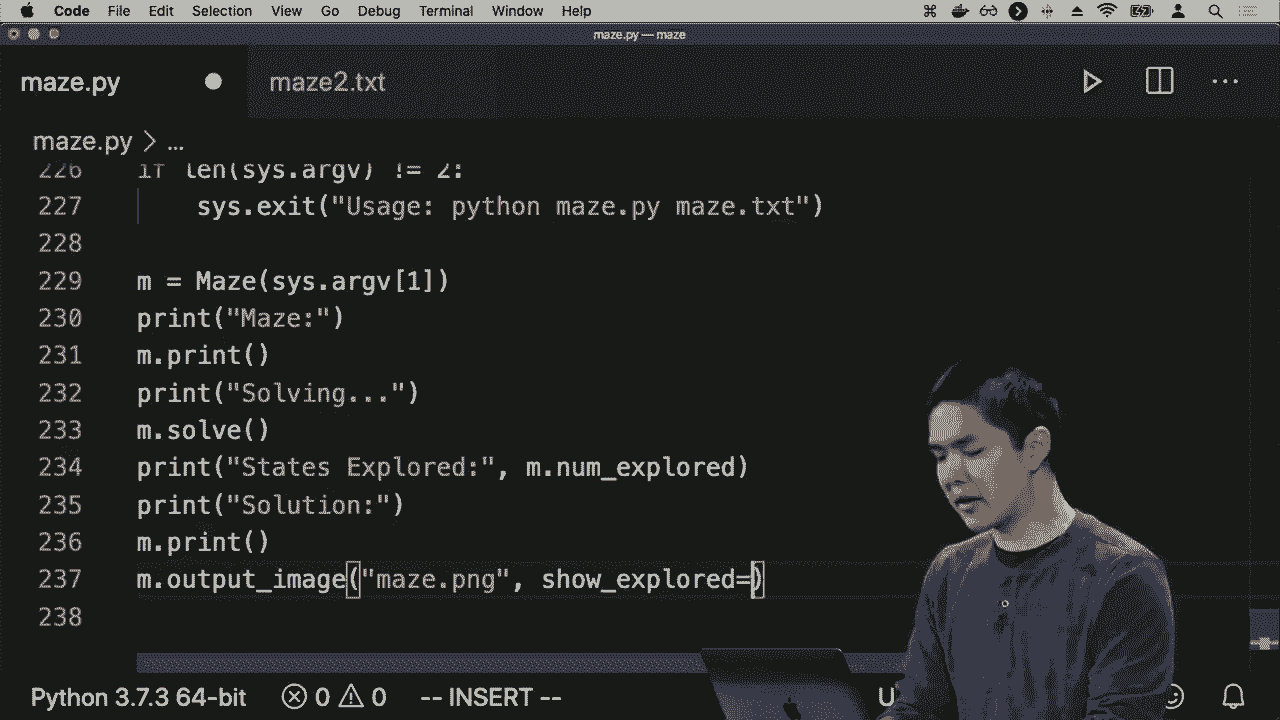 Code File Edit Selection View Go Debug Terminal Window Help
maze.py — maze
maze.py maze2.txt
maze.py > ...
226 if len(sys.argv) != 2:
227 sys.exit("Usage: python maze.py maze.txt")
228
229 m = Maze(sys.argv[1])
230 print("Maze:")
231 m.print()
232 print("Solving...")
233 m.solve()
234 print("States Explored:", m.num_explored)
235 print("Solution:")
236 m.print()
237 m.output_image("maze.png", show_explored=)
238
Python 3.7.3 64-bit 0 0 -- INSERT --